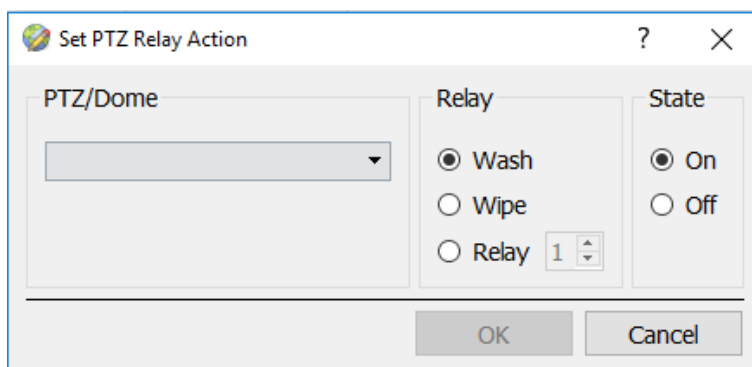 Set PTZ Relay Action
?
PTZ/Dome
Relay
State
Wash
On
Wipe
Off
Relay 1
OK
Cancel